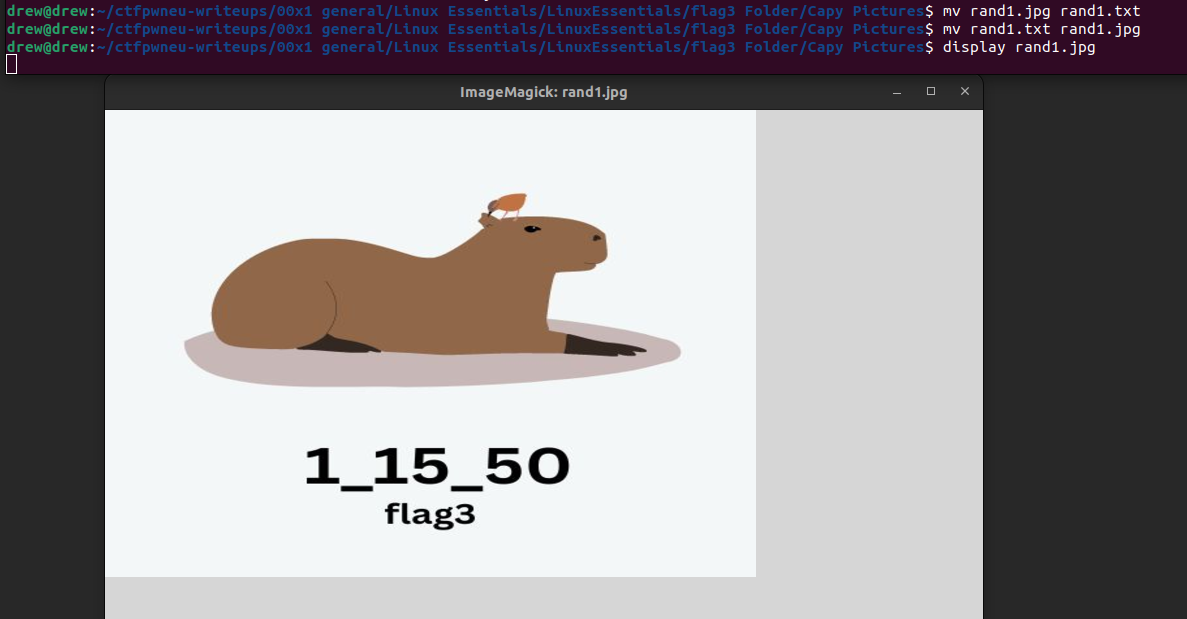 drew@drew:~/ctfpwneu-writeups/00x1 general/Linux Essentials/LinuxEssentials/flag3 Folder/Capy Pictures$ mv rand1.jpg rand1.txt
drew@drew:~/ctfpwneu-writeups/00x1 general/Linux Essentials/LinuxEssentials/flag3 Folder/Capy Pictures$ mv rand1.txt rand1.jpg
drew@drew:~/ctfpwneu-writeups/00x1 general/Linux Essentials/LinuxEssentials/flag3 Folder/Capy Pictures$ display rand1.jpg
ImageMagick: rand1.jpg
1_15_50
flag3